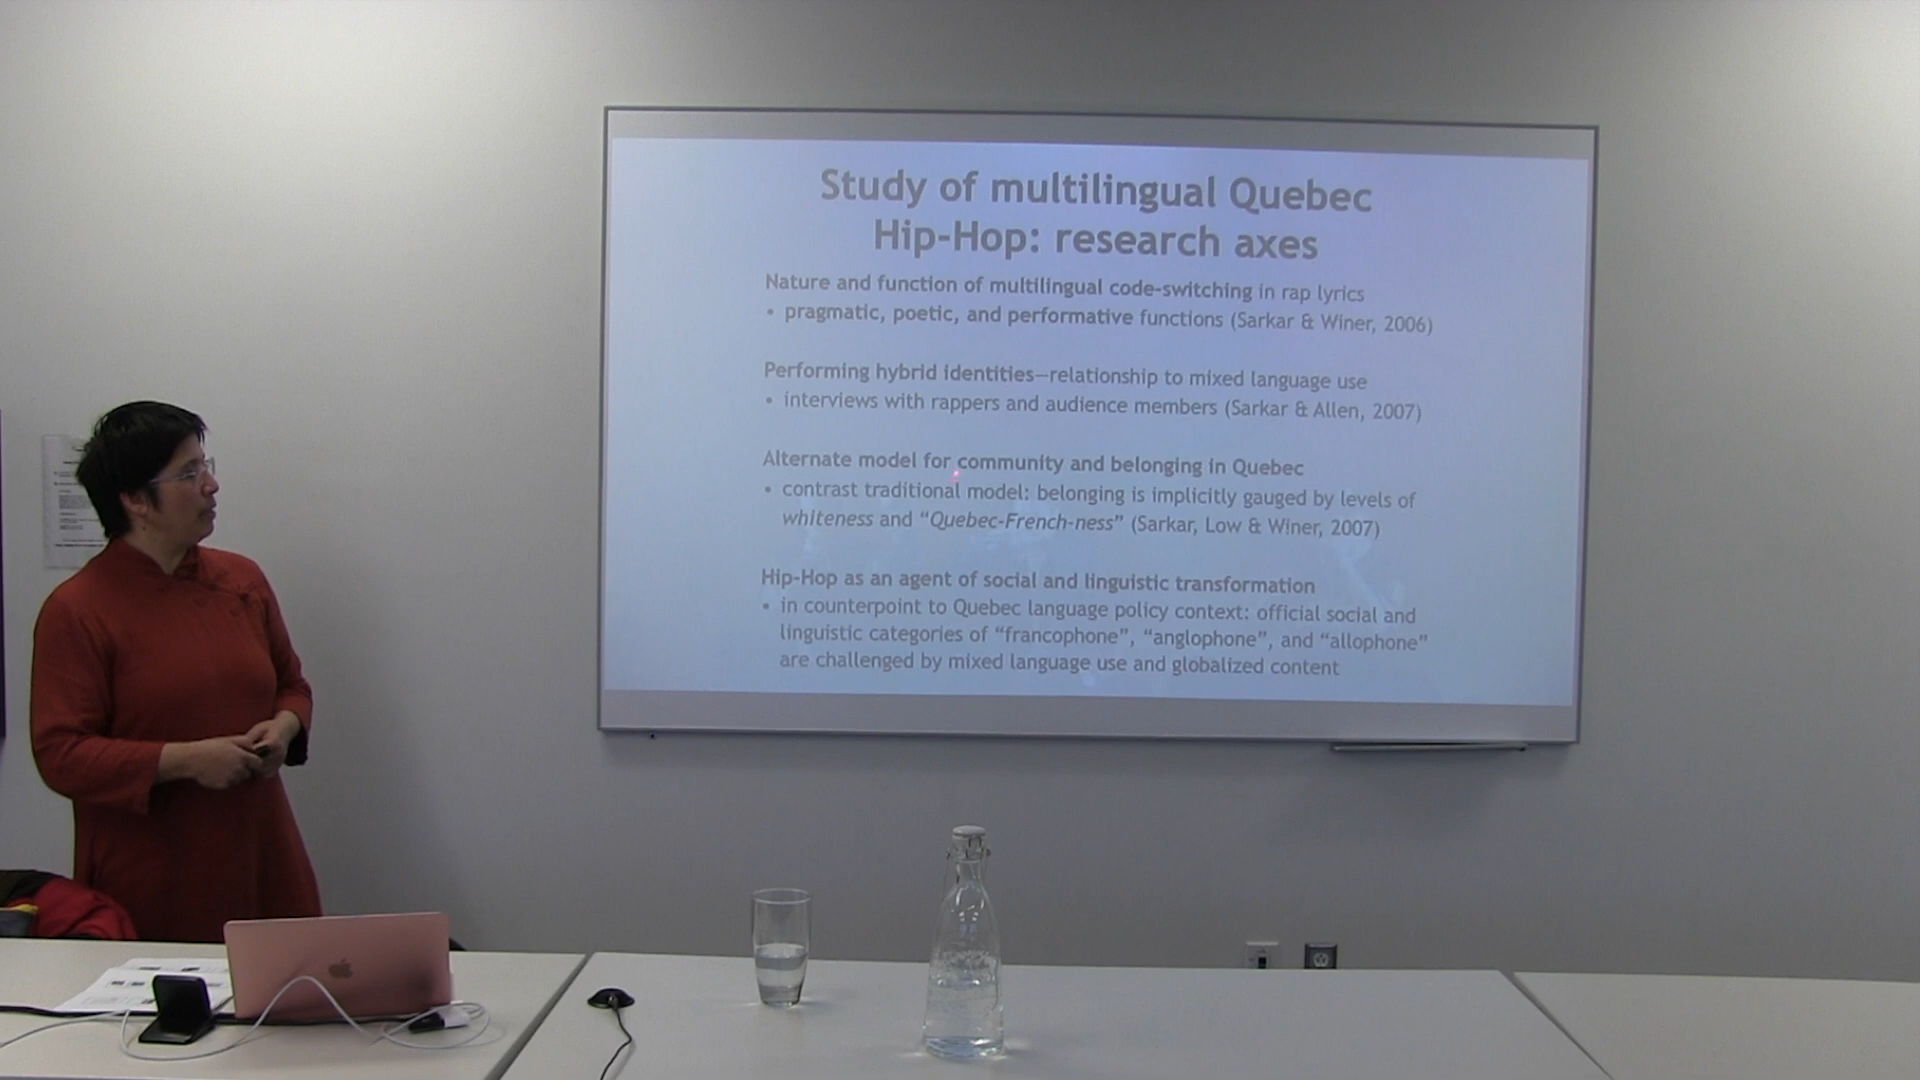 Study of multilingual Quebec
Hip-Hop: research axes
Nature and function of multilingual code-switching in rap lyrics
• pragmatic, poetic, and performative functions (Sarkar & Winer, 2006)
Performing hybrid identities—relationship to mixed language use
• interviews with rappers and audience members (Sarkar & Allen, 2007)
Alternate model for community and belonging in Quebec
• contrast traditional model: belonging is implicitly gauged by levels of
whiteness and “Quebec-French-ness” (Sarkar, Low & Winer, 2007)
Hip-Hop as an agent of social and linguistic transformation
• in counterpoint to Quebec language policy context: official social and
linguistic categories of “francophone”, “anglophone”, and “allophone”
are challenged by mixed language use and globalized content